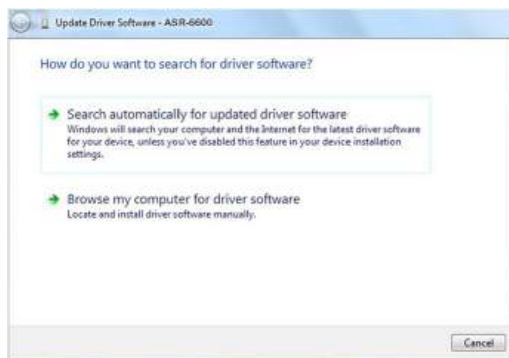 Update Driver Software - ASR-6600
How do you want to search for driver software?
Search automatically for updated driver software
Windows will search your computer and the Internet for the latest driver software
for your device, unless you've disabled this feature in your device installation
settings.
Browse my computer for driver software
Locate and install driver software manually.
Cancel